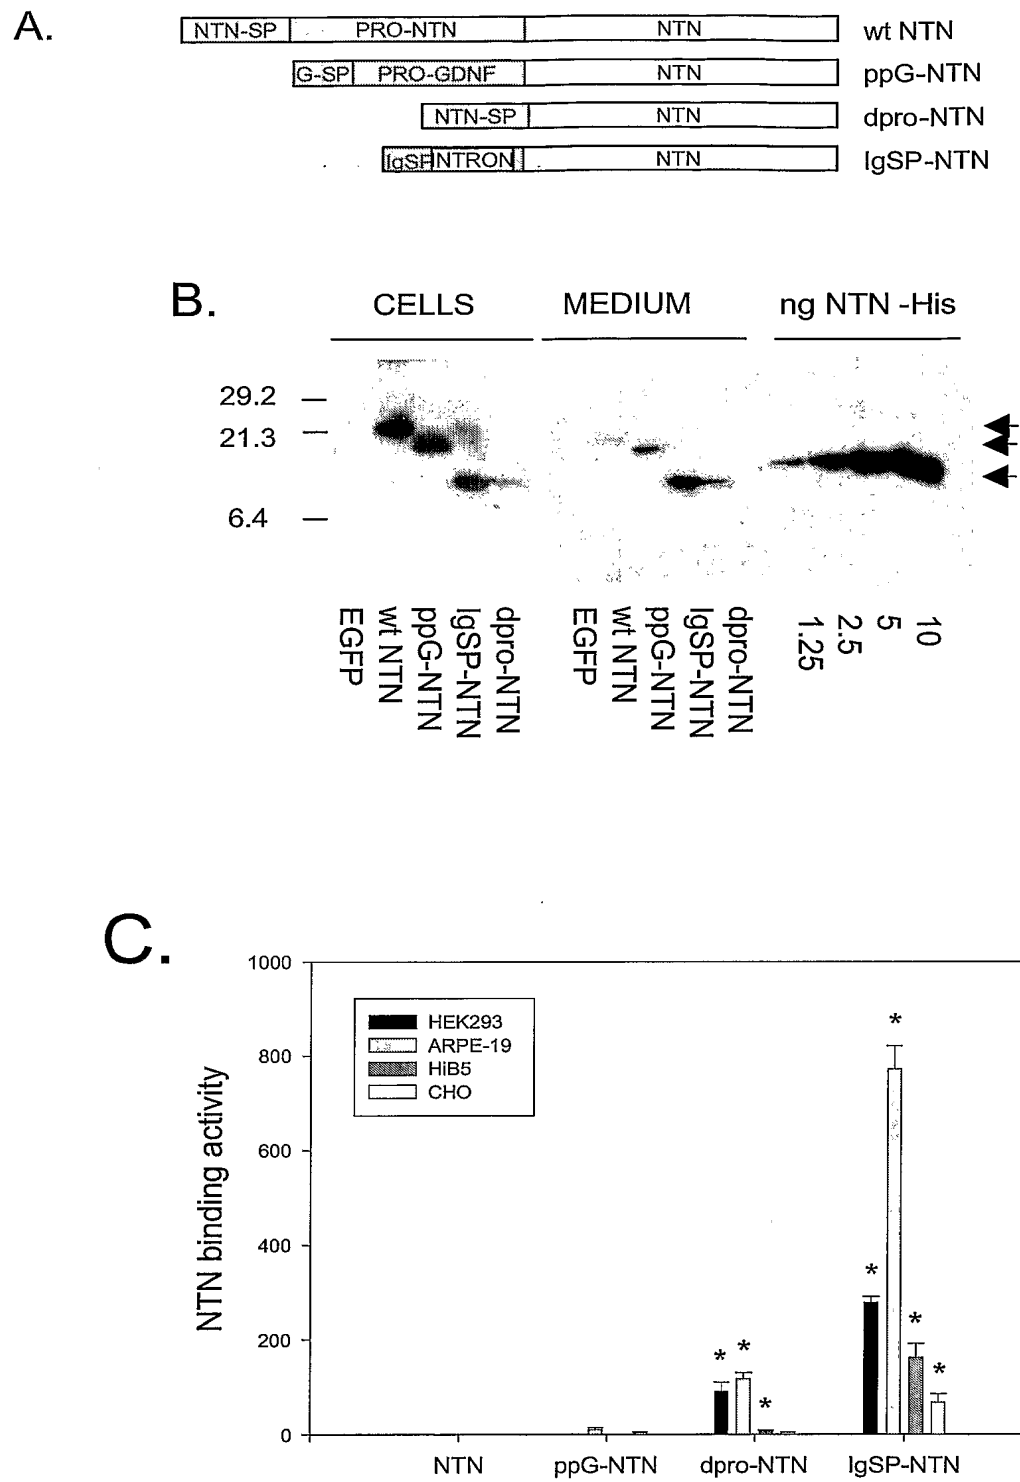 A.
NTN-SP PRO-NTN NTN wt NTN
G-SP PRO-GDNF NTN ppG-NTN
NTN-SP NTN dpro-NTN
IgSP INTRON NTN IgSP-NTN
B.
CELLS MEDIUM ng NTN -His
29.2
21.3
6.4
EGFP wt NTN ppG-NTN IgSP-NTN dpro-NTN EGFP wt NTN ppG-NTN IgSP-NTN dpro-NTN 1.25 2.5 5 10
C.
NTN binding activity
1000
800
600
400
200
0
HEK293
ARPE-19
HiB5
CHO
* * * * * * *
NTN ppG-NTN dpro-NTN IgSP-NTN